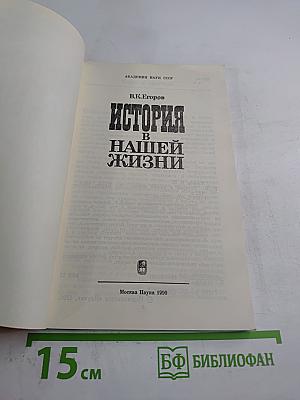 АКАДЕМИЯ НАУК СССР
В.К.Егоров
ИСТОРИЯ
В
НАШЕЙ
ЖИЗНИ
Москва Наука 1990
15 см
БФ БИБЛИОФАН